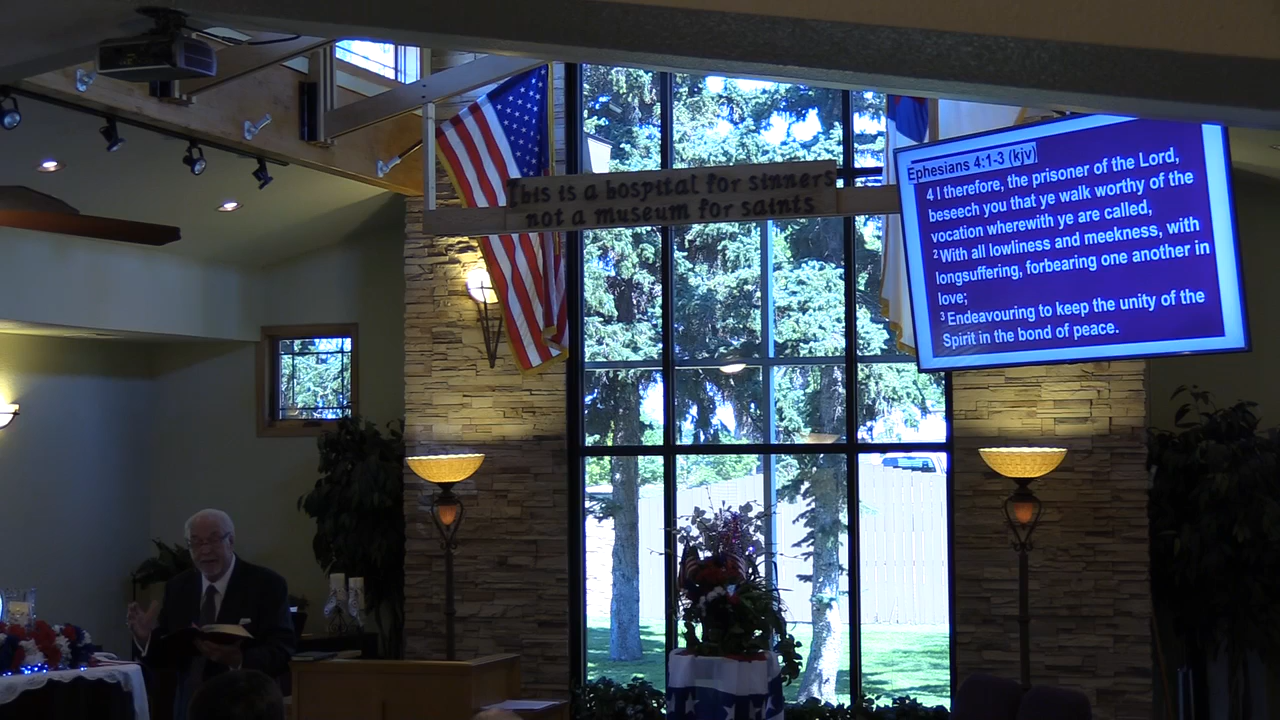 This is a hospital for sinners
not a museum for saints
Ephesians 4:1-3 (kjv)
4 I therefore, the prisoner of the Lord,
beseech you that ye walk worthy of the
vocation wherewith ye are called,
2 With all lowliness and meekness, with
longsuffering, forbearing one another in
love;
3 Endeavouring to keep the unity of the
Spirit in the bond of peace.